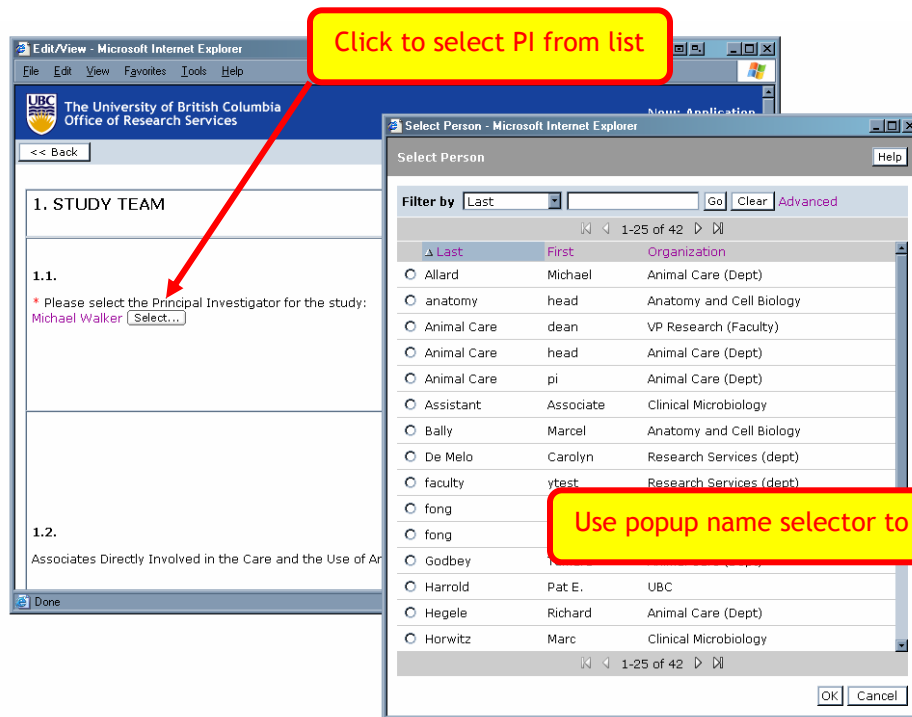 Click to select PI from list
Edit/View - Microsoft Internet Explorer
File Edit View Favorites Tools Help
UBC The University of British Columbia
Office of Research Services
<< Back
1. STUDY TEAM
1.1.
* Please select the Principal Investigator for the study:
Michael Walker Select...
1.2.
Associates Directly Involved in the Care and the Use of
Done
Select Person - Microsoft Internet Explorer
Select Person Help
Filter by Last Go Clear Advanced
1-25 of 42
Last First Organization
Allard Michael Animal Care (Dept)
anatomy head Anatomy and Cell Biology
Animal Care dean VP Research (Faculty)
Animal Care head Animal Care (Dept)
Animal Care pi Animal Care (Dept)
Assistant Associate Clinical Microbiology
Bally Marcel Anatomy and Cell Biology
De Melo Carolyn Research Services (dept)
faculty ytest Research Services (dept)
fong
Use popup name selector to
fong
Godbey
Harrold Pat E. UBC
Hegele Richard Animal Care (Dept)
Horwitz Marc Clinical Microbiology
1-25 of 42
OK Cancel